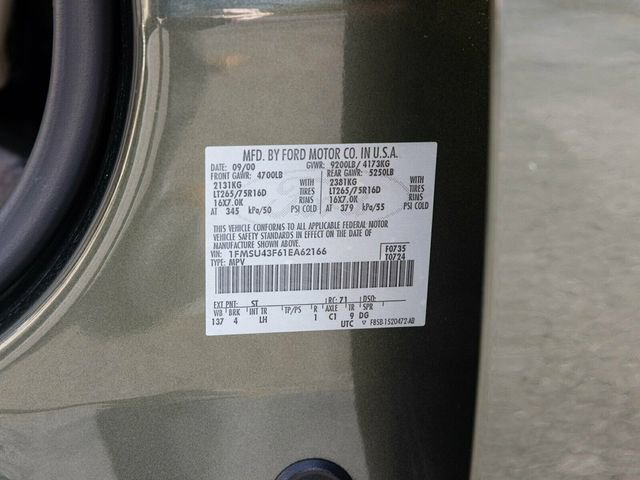 MFD. BY FORD MOTOR CO. IN U.S.A.
DATE: 09/00 GVWR: 9200LB/ 4173KG
FRONT GAWR: 4700LB REAR GAWR: 5250LB
2131KG WITH 2381KG WITH
LT265/75R16D TIRES LT265/75R16D TIRES
16X7.0K RIMS 16X7.0K RIMS
AT 345 kPa/50 PSI COLD AT 379 kPa/55 PSI COLD
THIS VEHICLE CONFORMS TO ALL APPLICABLE FEDERAL MOTOR
VEHICLE SAFETY STANDARDS IN EFFECT ON THE DATE OF
MANUFACTURE SHOWN ABOVE.
VIN: 1FMSU43F61EA62166 F0735
TYPE: MPV T0724
EXT PNT: ST RC: 71 DSO:
WB BRK INT TR TP/PS R AXLE TR SPR
137 4 LH 1 C1 9 DG
UTC F85B-1520472-AB